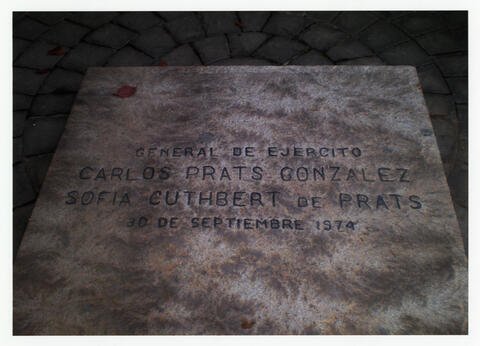 GENERAL DE EJERCITO
CARLOS PRATS GONZALEZ
SOFIA CUTHBERT DE PRATS
30 DE SEPTIEMBRE 1974